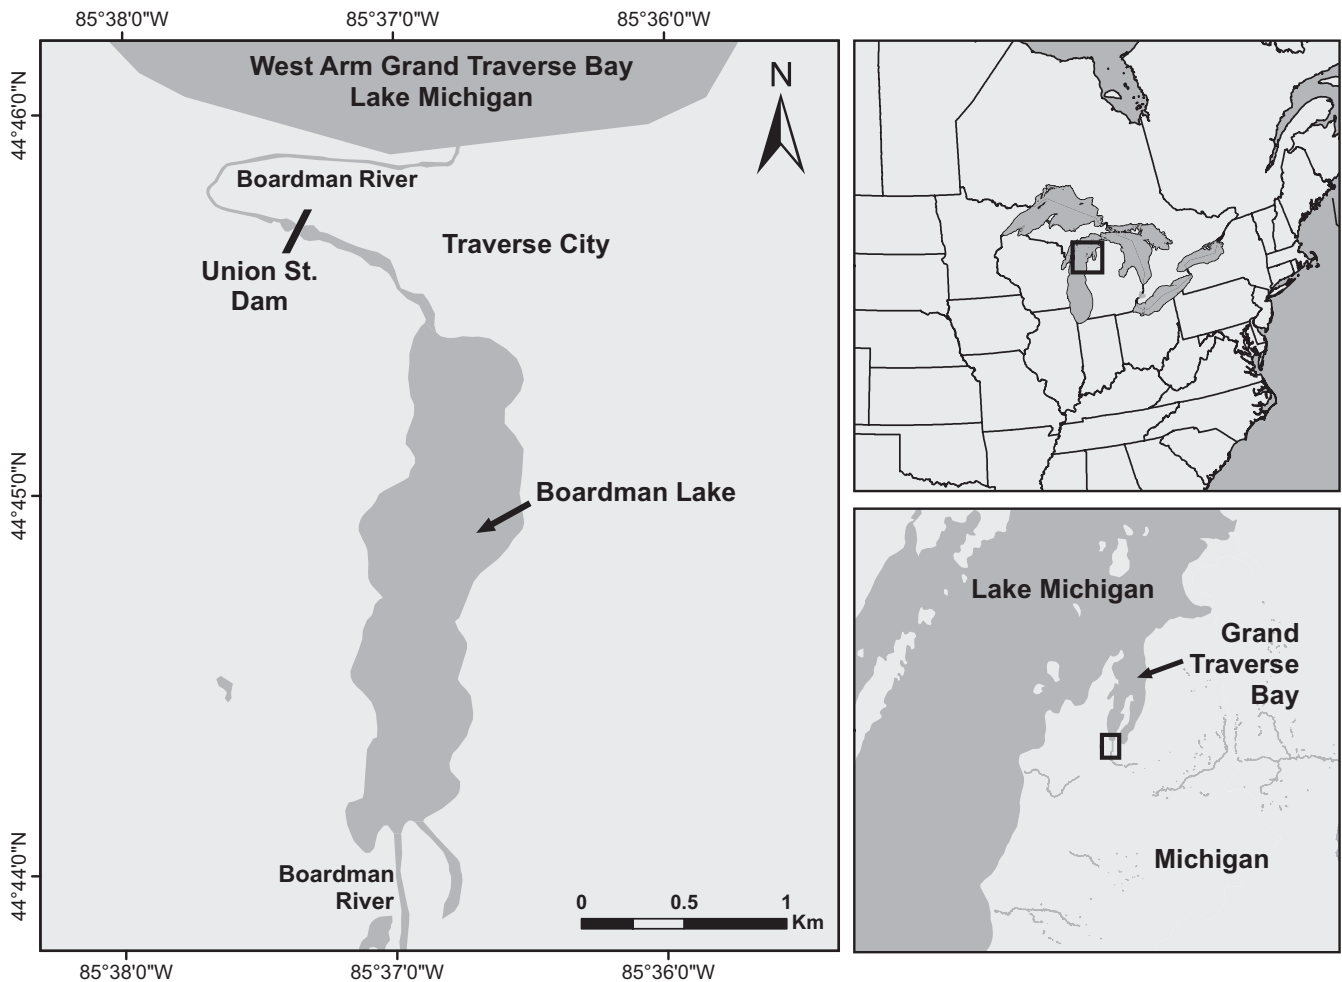 85°38'0"W
85°37'0"W
85°36'0"W
West Arm Grand Traverse Bay
Lake Michigan
N
44°46'0"N
Boardman River
Traverse City
Union St.
Dam
44°45'0"N
Boardman Lake
44°44'0"N
Boardman
River
0 0.5 1
Km
85°38'0"W
85°37'0"W
85°36'0"W
Lake Michigan
Grand
Traverse
Bay
Michigan